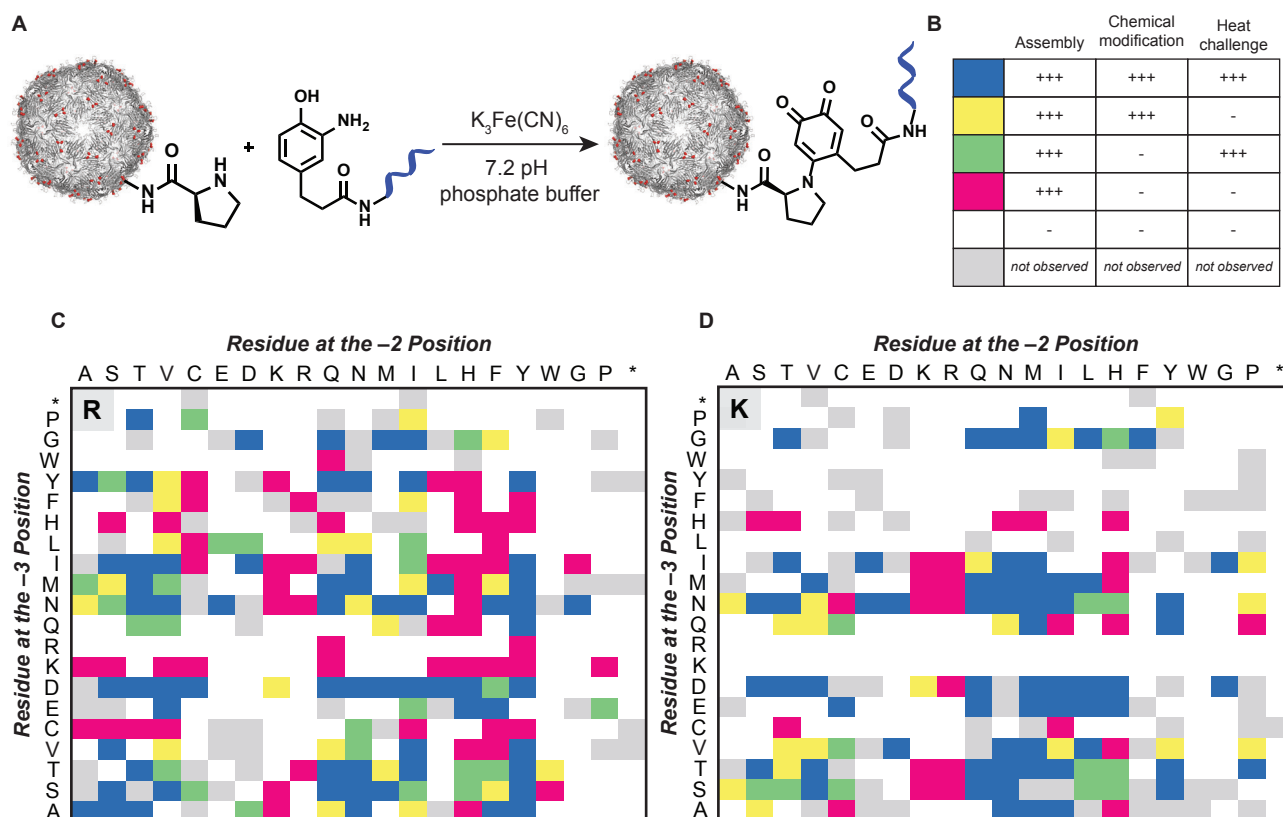 A
OH
NH₂
O
N
H
H
N
+
O
N
H
K₃Fe(CN)₆
7.2 pH
phosphate buffer
O
O
O
NH
O
N
N
H
B
Assembly
Chemical
modification
Heat
challenge
+++ +++ +++
+++ +++ -
+++ - +++
+++ - -
- - -
not observed not observed not observed
C
Residue at the –2 Position
A S T V C E D K R Q N M I L H F Y W G P *
R
Residue at the –3 Position
*
P
G
W
Y
F
H
L
I
M
N
Q
R
K
D
E
C
V
T
S
A
D
Residue at the –2 Position
A S T V C E D K R Q N M I L H F Y W G P *
K
Residue at the –3 Position
*
P
G
W
Y
F
H
L
I
M
N
Q
R
K
D
E
C
V
T
S
A